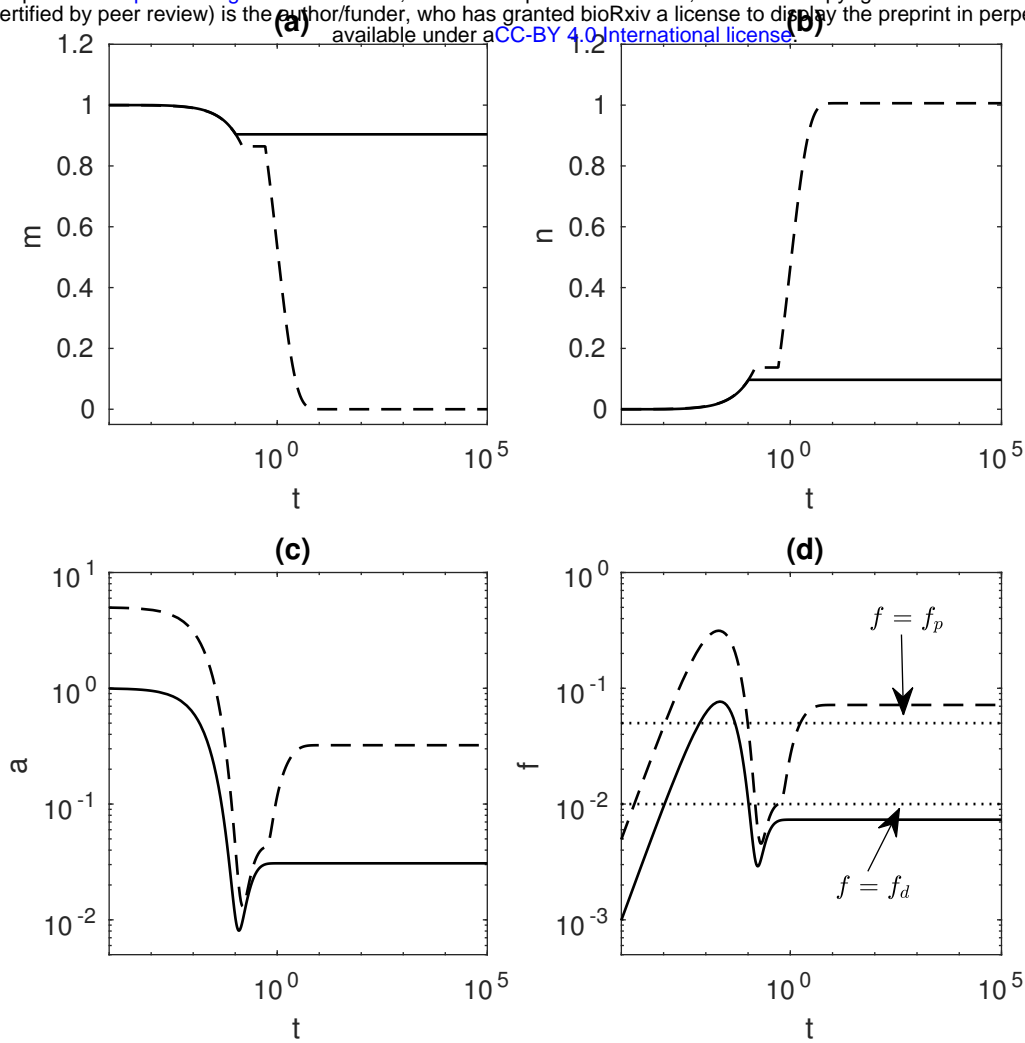 ertified by peer review) is the author/funder, who has granted bioRxiv a license to display the preprint in perpe
available under aCC-BY 4.0 International license.
(a)
1.2
1
0.8
0.6
0.4
0.2
0
m
10^0
10^5
t
(b)
1.2
1
0.8
0.6
0.4
0.2
0
n
10^0
10^5
t
(c)
10^1
10^0
10^-1
10^-2
a
10^0
10^5
t
(d)
10^0
10^-1
10^-2
10^-3
f
f = f_p
f = f_d
10^0
10^5
t